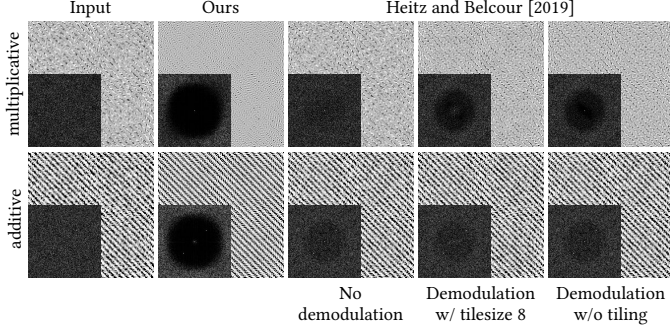 Input Ours Heitz and Belcour [2019]
multiplicative
additive
No Demodulation Demodulation
demodulation w/ tilesize 8 w/o tiling